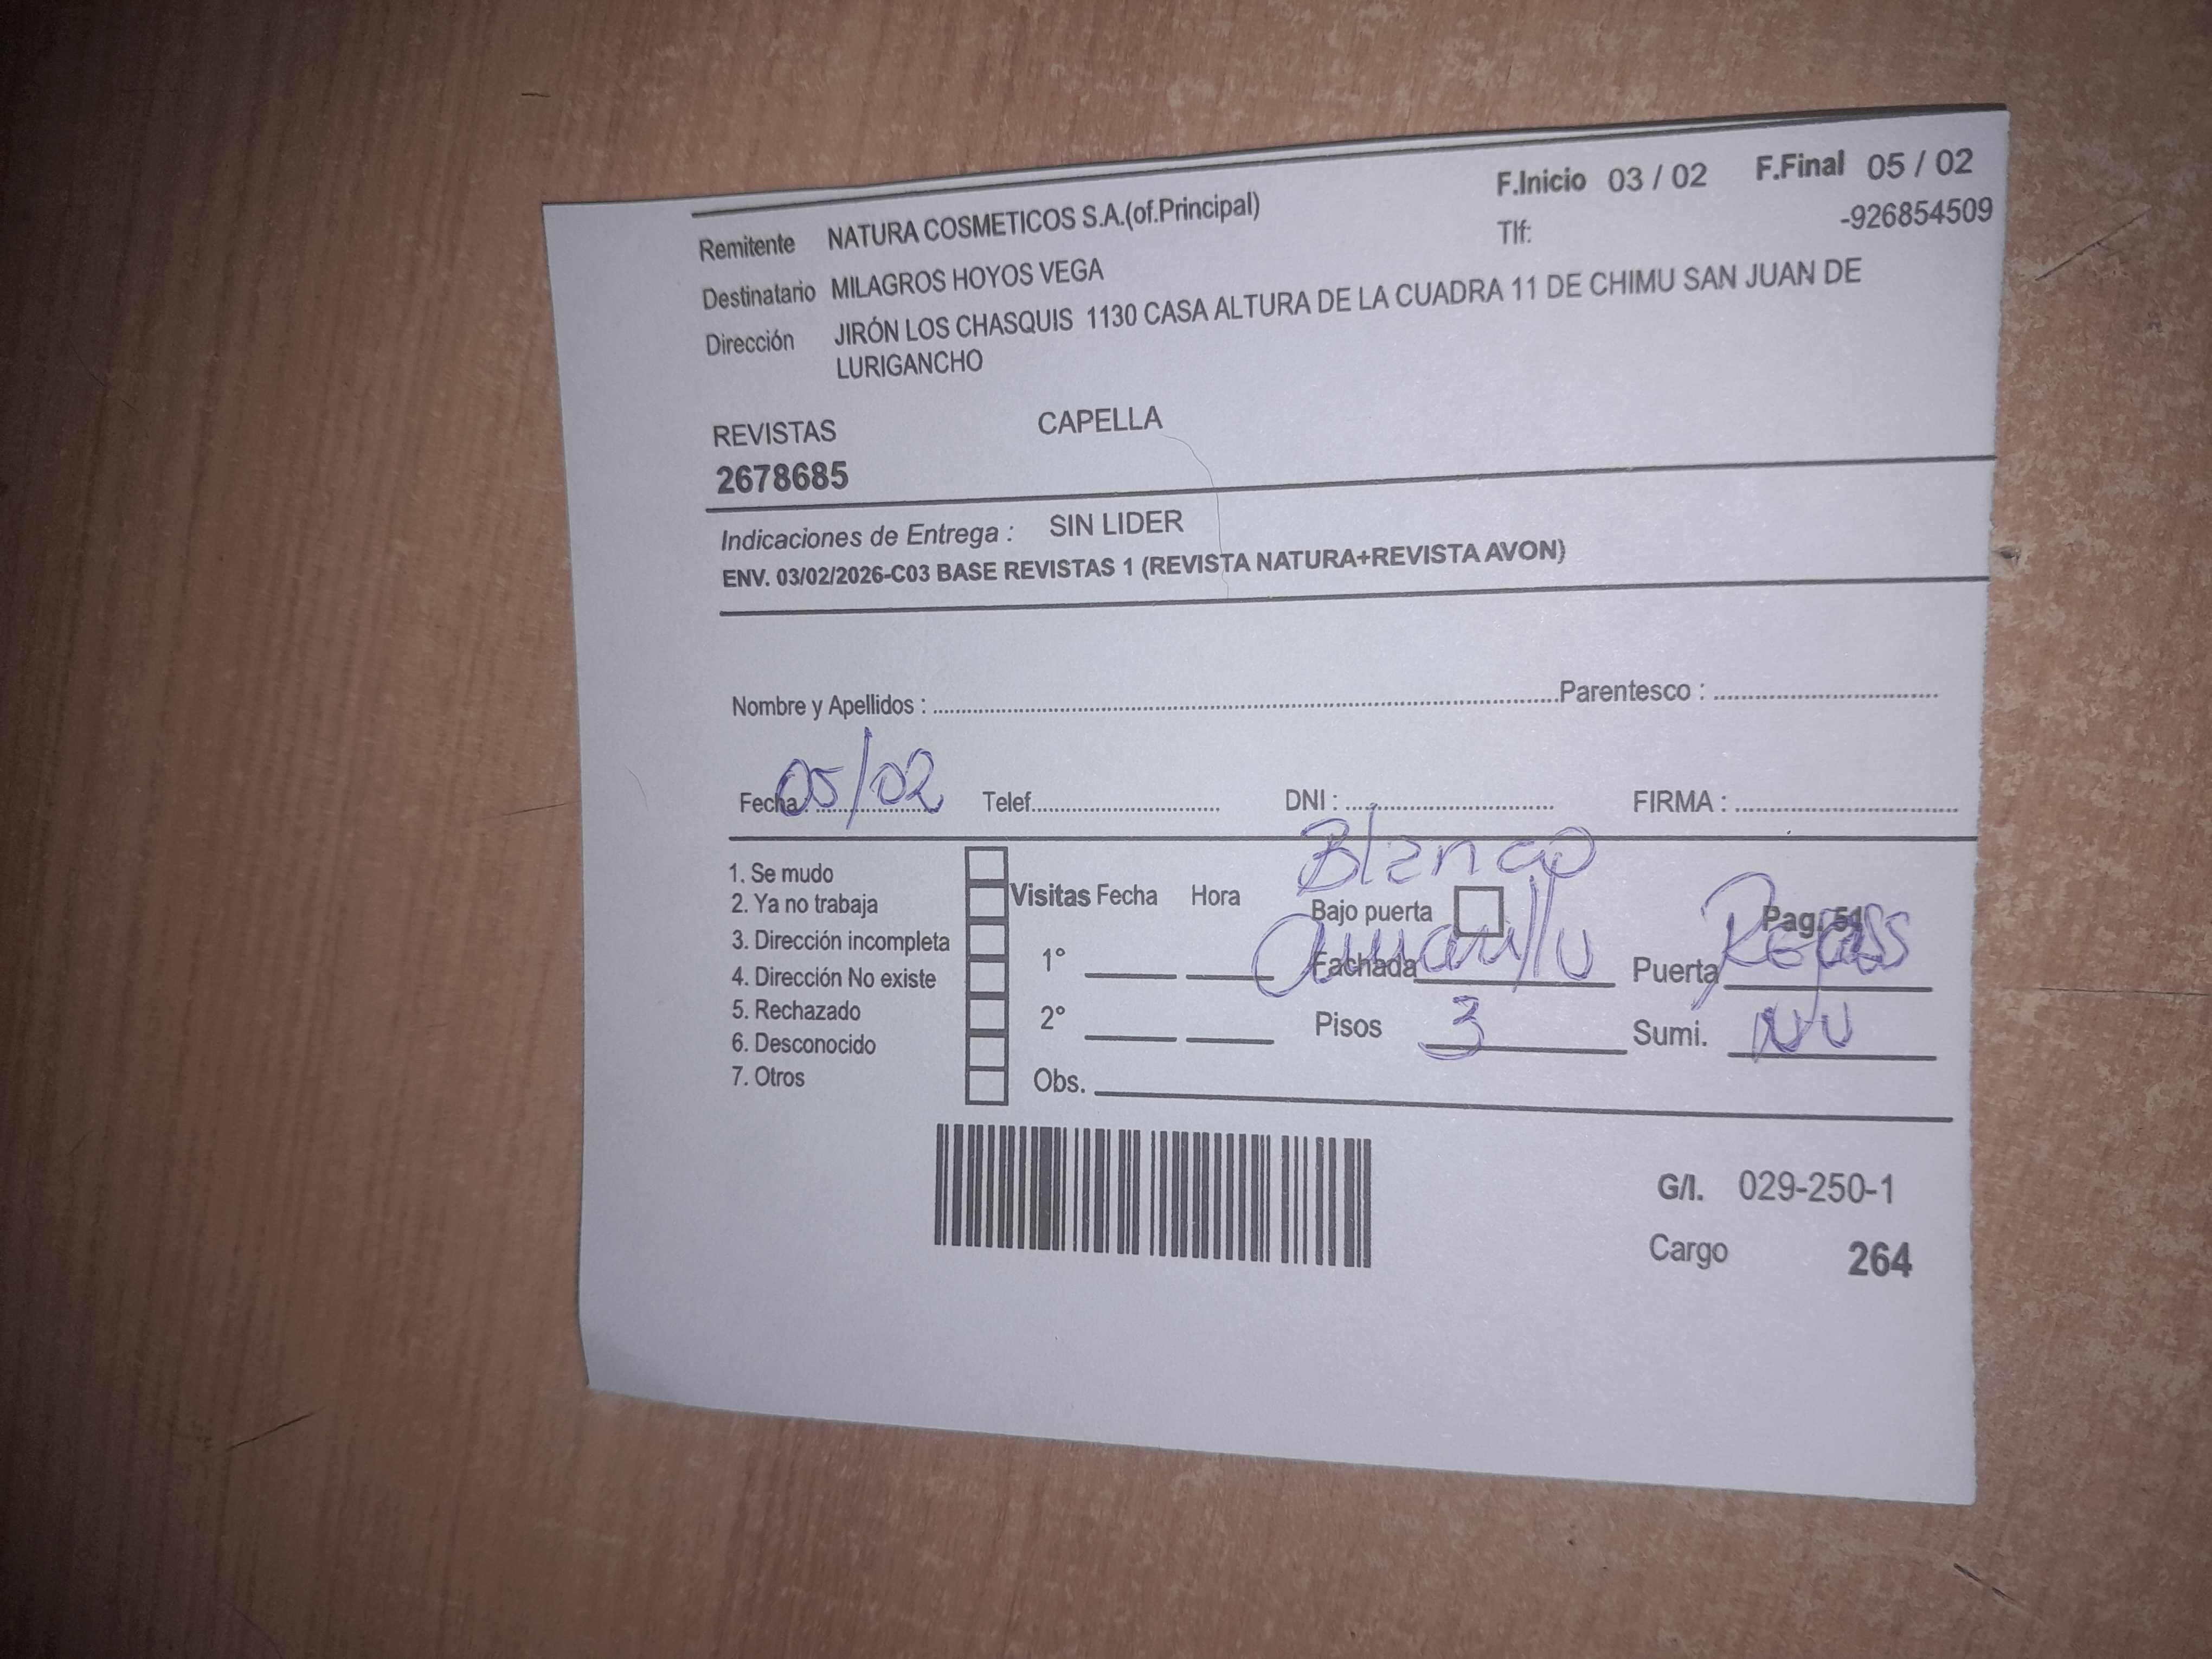 F.Inicio 03 / 02 F.Final 05 / 02
Remitente NATURA COSMETICOS S.A.(of.Principal) Tlf: -926854509
Destinatario MILAGROS HOYOS VEGA
Dirección JIRÓN LOS CHASQUIS 1130 CASA ALTURA DE LA CUADRA 11 DE CHIMU SAN JUAN DE
LURIGANCHO
REVISTAS CAPELLA
2678685
Indicaciones de Entrega : SIN LIDER
ENV. 03/02/2026-C03 BASE REVISTAS 1 (REVISTA NATURA+REVISTA AVON)
Nombre y Apellidos : Parentesco :
Fecha 05/02 Telef. DNI : FIRMA :
Blanco
1. Se mudo
2. Ya no trabaja
3. Dirección incompleta
4. Dirección No existe
5. Rechazado
6. Desconocido
7. Otros
Visitas Fecha Hora
1°
2°
Obs.
Bajo puerta Pag. 51
Fachada amarillo Puerta
Pisos 3 Sumi.
G/I. 029-250-1
Cargo 264